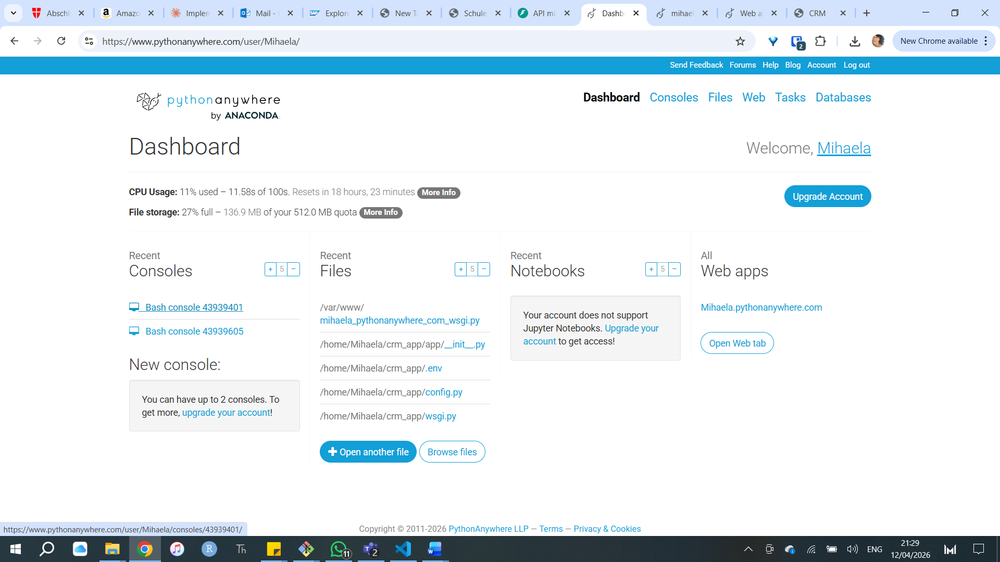 Abschl
Amazo
Implem
Mail -
Explore
New Ta
Schule
API mi
Dashb
mihael
Web a
CRM
https://www.pythonanywhere.com/user/Mihaela/
2
New Chrome available
Send Feedback Forums Help Blog Account Log out
pythonanywhere
by ANACONDA
Dashboard Consoles Files Web Tasks Databases
Dashboard
Welcome, Mihaela
CPU Usage: 11% used – 11.58s of 100s. Resets in 18 hours, 23 minutes More Info
Upgrade Account
File storage: 27% full – 136.9 MB of your 512.0 MB quota More Info
Recent
Consoles
+ 5 −
Bash console 43939401
Bash console 43939605
New console:
You can have up to 2 consoles. To
get more, upgrade your account!
Recent
Files
+ 5 −
/var/www/
mihaela_pythonanywhere_com_wsgi.py
/home/Mihaela/crm_app/app/__init__.py
/home/Mihaela/crm_app/.env
/home/Mihaela/crm_app/config.py
/home/Mihaela/crm_app/wsgi.py
Open another file
Browse files
Recent
Notebooks
+ 5 −
Your account does not support
Jupyter Notebooks. Upgrade your
account to get access!
All
Web apps
Mihaela.pythonanywhere.com
Open Web tab
https://www.pythonanywhere.com/user/Mihaela/consoles/43939401/
Copyright © 2011-2026 PythonAnywhere LLP — Terms — Privacy & Cookies
R
Th
11
2
ENG
21:29
12/04/2026